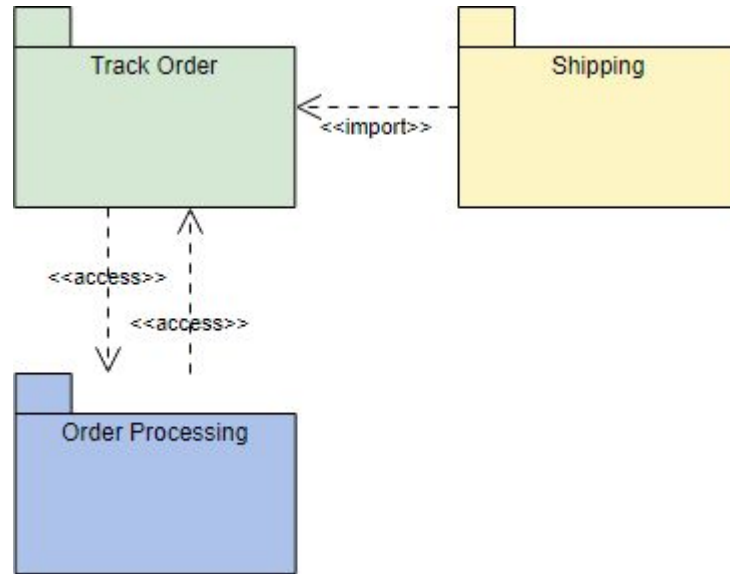 Track Order
Shipping
<<import>>
<<access>>
<<access>>
Order Processing